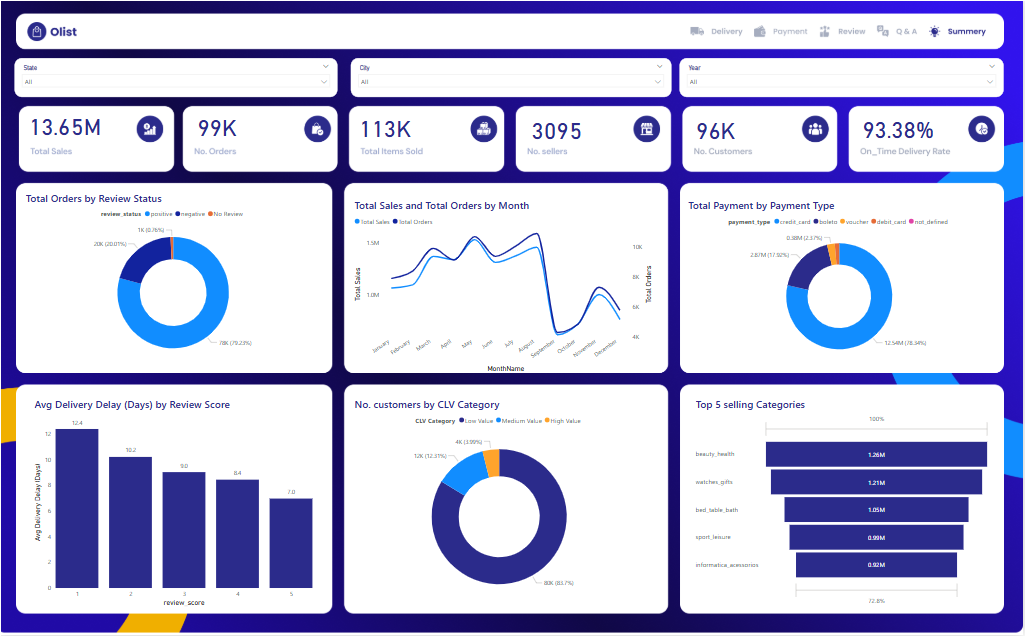 Olist
Delivery
Payment
Review
Q & A
Summery
State
All
City
All
Year
All
13.65M
Total Sales
99K
No. Orders
113K
Total Items Sold
3095
No. sellers
96K
No. Customers
93.38%
On_Time Delivery Rate
Total Orders by Review Status
review_status positive negative No Review
1K (0.76%)
20K (20.01%)
78K (79.23%)
Total Sales and Total Orders by Month
Total Sales Total Orders
1.5M
1.0M
Total Sales
10K
8K
6K
4K
Total Orders
January
February
March
April
May
June
July
August
September
October
November
December
MonthName
Total Payment by Payment Type
payment_type credit_card boleto voucher debit_card not_defined
0.38M (2.37%)
2.87M (17.92%)
12.54M (78.34%)
Avg Delivery Delay (Days) by Review Score
Avg Delivery Delay (Days)
12
10
8
6
4
2
0
12.4
10.2
9.0
8.4
7.0
1 2 3 4 5
review_score
No. customers by CLV Category
CLV Category Low Value Medium Value High Value
4K (3.99%)
12K (12.31%)
80K (83.7%)
Top 5 selling Categories
100%
beauty_health 1.26M
watches_gifts 1.21M
bed_table_bath 1.05M
sport_leisure 0.99M
informatica_acessorios 0.92M
72.8%